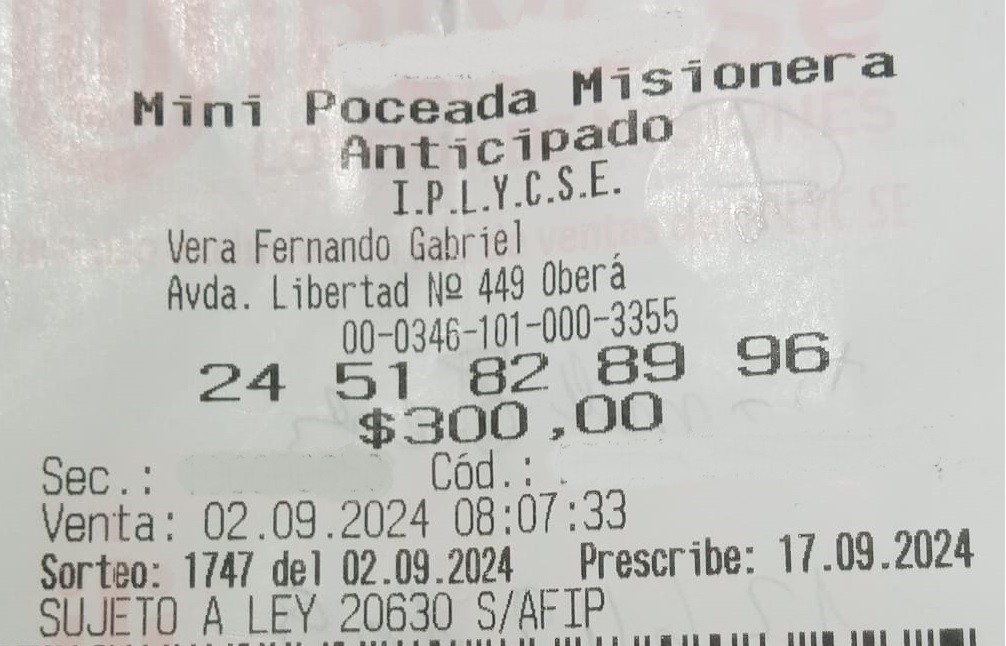 Mini Poceada Misionera
Anticipado
I.P.L.Y.C.S.E.
Vera Fernando Gabriel
Avda. Libertad Nº 449 Oberá
00-0346-101-000-3355
24 51 82 89 96
$300,00
Sec.: Cód.:
Venta: 02.09.2024 08:07:33
Sorteo: 1747 del 02.09.2024 Prescribe: 17.09.2024
SUJETO A LEY 20630 S/AFIP